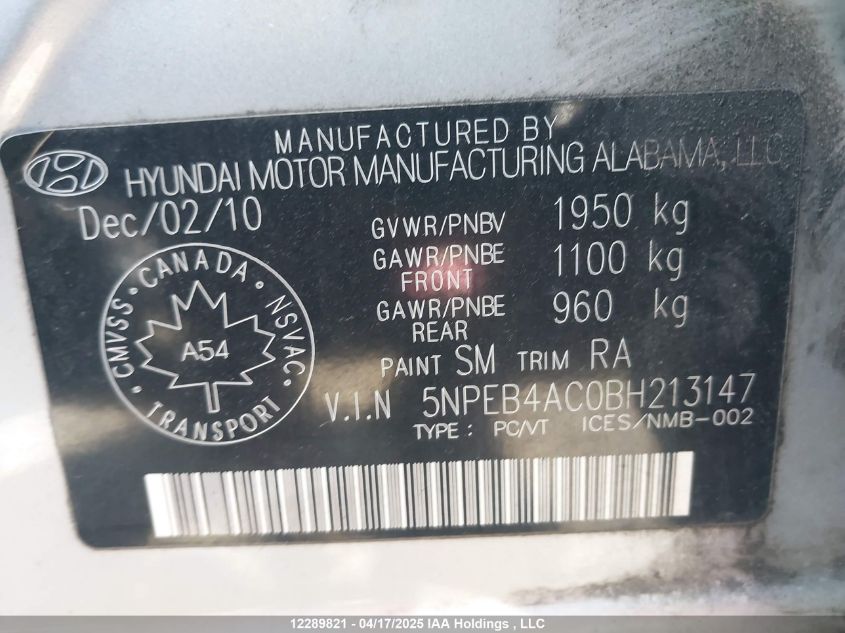 MANUFACTURED BY
HYUNDAI MOTOR MANUFACTURING ALABAMA, LLC
Dec/02/10
GVWR/PNBV 1950 kg
GAWR/PNBE 1100 kg
FRONT
GAWR/PNBE 960 kg
REAR
PAINT SM TRIM RA
V.I.N 5NPEB4AC0BH213147
TYPE : PC/VT ICES/NMB-002
CMVSS · CANADA · NSVAC · TRANSPORT ·
A54
12289821 - 04/17/2025 IAA Holdings , LLC